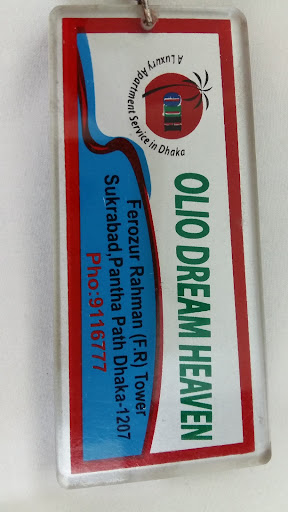 OLIO DREAM HEAVEN
A Luxury Apartment Service in Dhaka
Ferozur Rahman (F.R) Tower
Sukrabad,Pantha Path Dhaka-1207
Pho:9116777